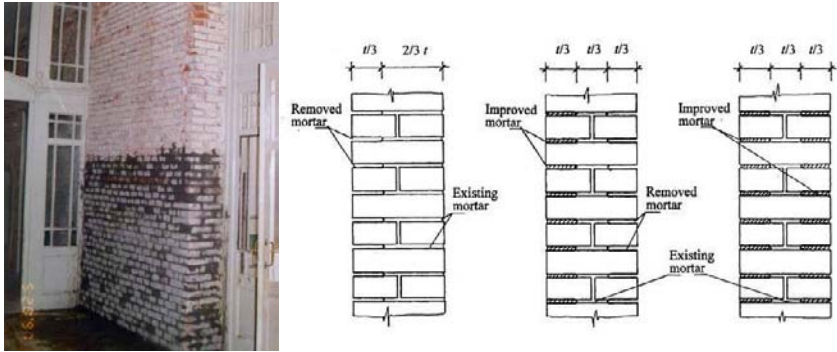 t/3 2/3 t
Removed
mortar
Existing
mortar
t/3 t/3 t/3
Improved
mortar
Removed
mortar
Existing
mortar
t/3 t/3 t/3
Improved
mortar